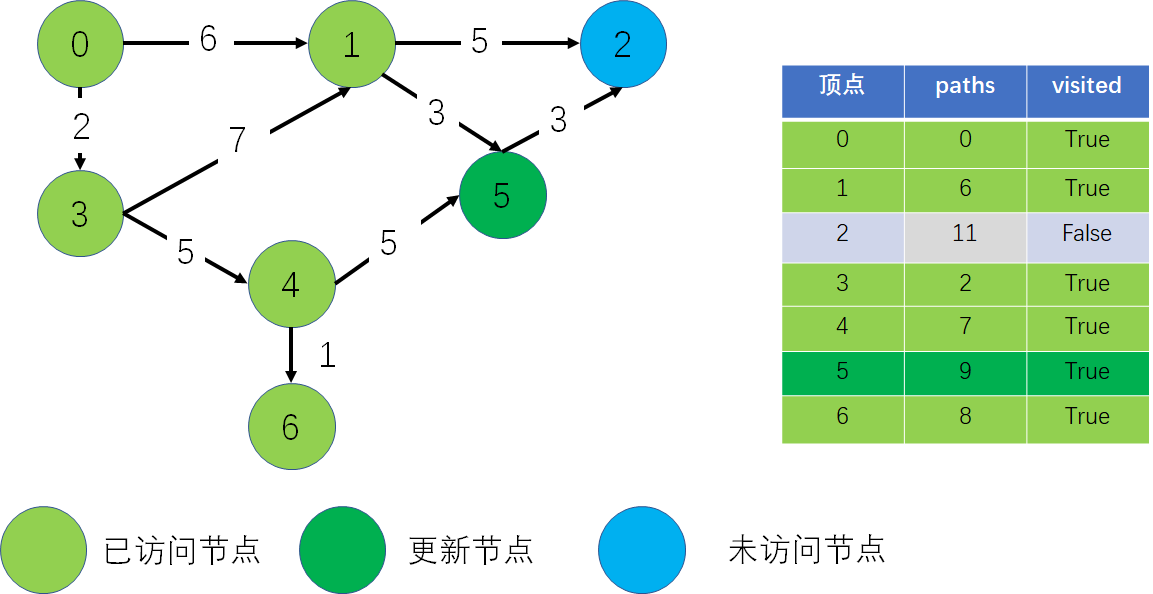 0 6 1 5 2
2
7
3
3
3
5
5
5
4
1
6
顶点 paths visited
0 0 True
1 6 True
2 11 False
3 2 True
4 7 True
5 9 True
6 8 True
已访问节点 更新节点 未访问节点